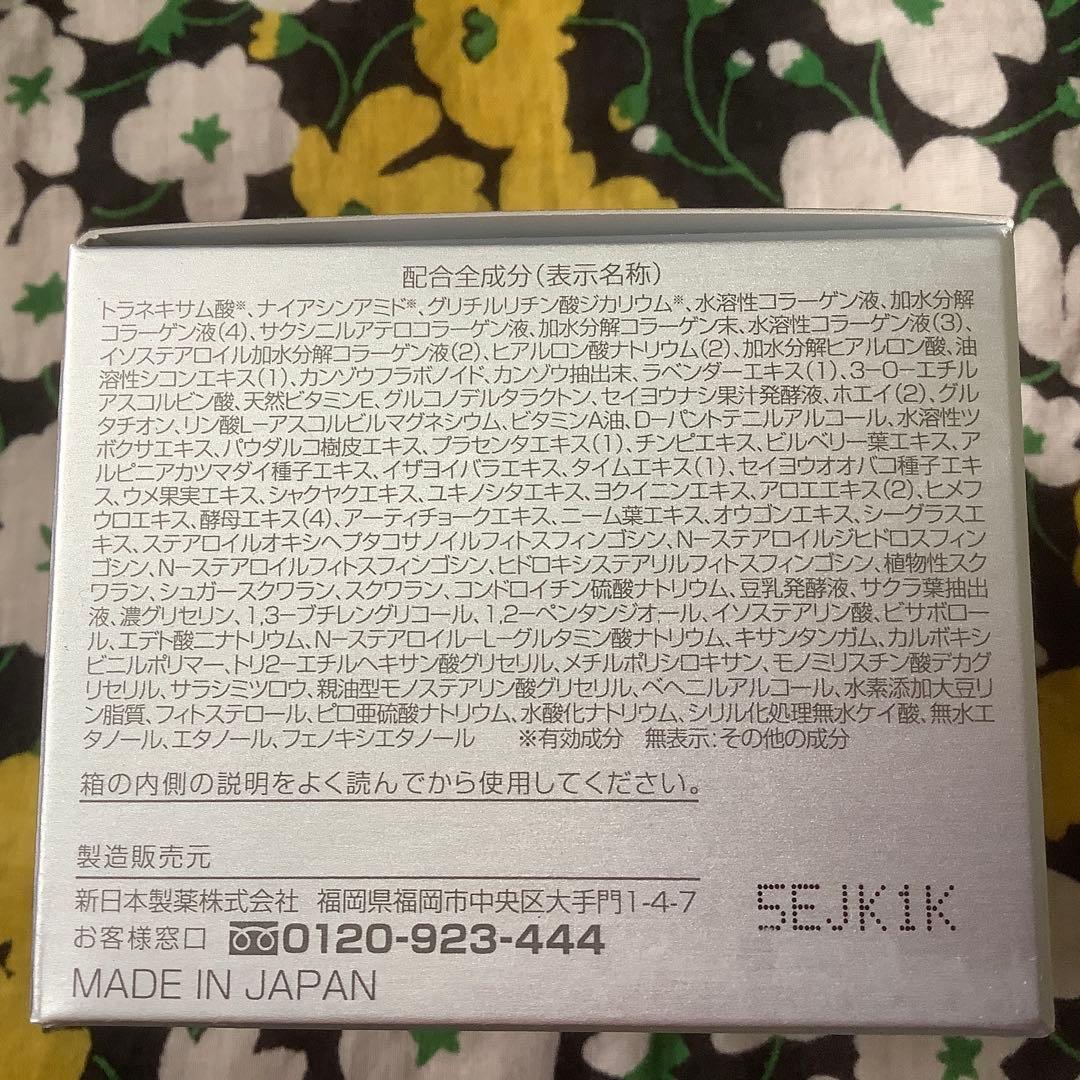 配合全成分(表示名称)
トラネキサム酸※、ナイアシンアミド※、グリチルリチン酸ジカリウム※、水溶性コラーゲン液、加水分解
コラーゲン液(4)、サクシニルアテロコラーゲン液、加水分解コラーゲン末、水溶性コラーゲン液(3)、
イソステアロイル加水分解コラーゲン液(2)、ヒアルロン酸ナトリウム(2)、加水分解ヒアルロン酸、油
溶性シコンエキス(1)、カンゾウフラボノイド、カンゾウ抽出末、ラベンダーエキス(1)、3-O-エチル
アスコルビン酸、天然ビタミンE、グルコノデルタラクトン、セイヨウナシ果汁発酵液、ホエイ(2)、グル
タチオン、リン酸L-アスコルビルマグネシウム、ビタミンA油、D-パントテニルアルコール、水溶性ツ
ボクサエキス、パウダルコ樹皮エキス、プラセンタエキス(1)、チンピエキス、ビルベリー葉エキス、ア
ルピニアカツマダイ種子エキス、イザヨイバラエキス、タイムエキス(1)、セイヨウオオバコ種子エキ
ス、ウメ果実エキス、シャクヤクエキス、ユキノシタエキス、ヨクイニンエキス、アロエエキス(2)、ヒメフ
ウロエキス、酵母エキス(4)、アーティチョークエキス、ニーム葉エキス、オウゴンエキス、シーグラスエ
キス、ステアロイルオキシヘプタコサノイルフィトスフィンゴシン、N-ステアロイルジヒドロスフィン
ゴシン、N-ステアロイルフィトスフィンゴシン、ヒドロキシステアリルフィトスフィンゴシン、植物性スク
ワラン、シュガースクワラン、スクワラン、コンドロイチン硫酸ナトリウム、豆乳発酵液、サクラ葉抽出
液、濃グリセリン、1,3-ブチレングリコール、1,2-ペンタンジオール、イソステアリン酸、ビサボロー
ル、エデト酸二ナトリウム、N-ステアロイル-L-グルタミン酸ナトリウム、キサンタンガム、カルボキシ
ビニルポリマー、トリ2-エチルヘキサン酸グリセリル、メチルポリシロキサン、モノミリスチン酸デカグ
リセリル、サラシミツロウ、親油型モノステアリン酸グリセリル、ベヘニルアルコール、水素添加大豆リ
ン脂質、フィトステロール、ピロ亜硫酸ナトリウム、水酸化ナトリウム、シリル化処理無水ケイ酸、無水エ
タノール、エタノール、フェノキシエタノール ※有効成分 無表示:その他の成分
箱の内側の説明をよく読んでから使用してください。
製造販売元
新日本製薬株式会社 福岡県福岡市中央区大手門1-4-7
お客様窓口 0120-923-444
5EJK1K
MADE IN JAPAN